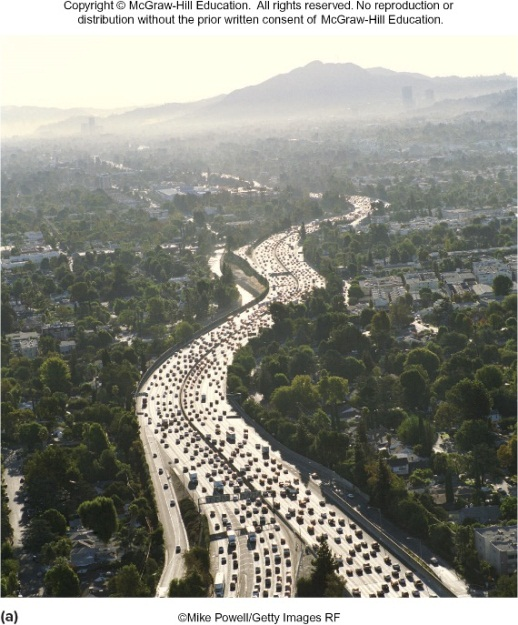 Copyright © McGraw-Hill Education. All rights reserved. No reproduction or
distribution without the prior written consent of McGraw-Hill Education.
(a)
©Mike Powell/Getty Images RF